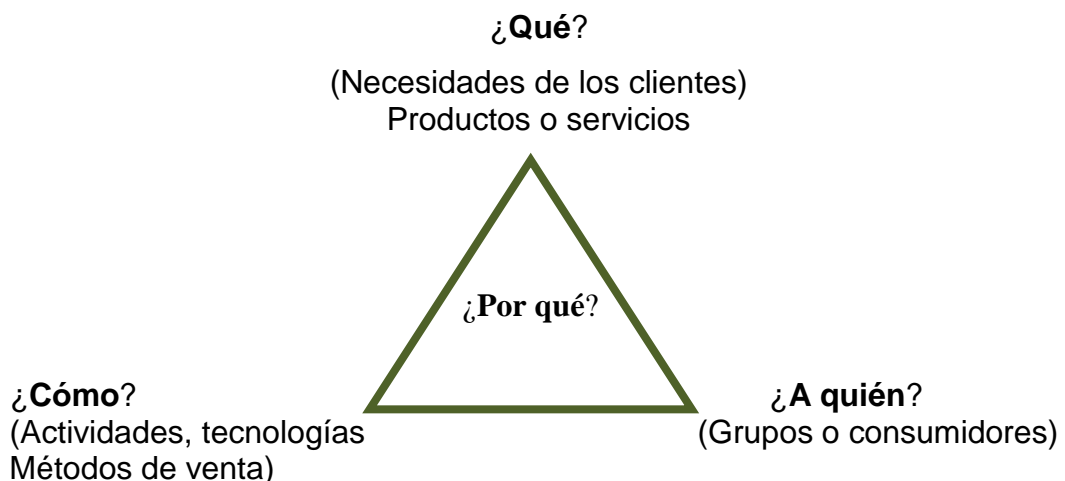 ¿Qué?
(Necesidades de los clientes)
Productos o servicios
¿Por qué?
¿Cómo?
(Actividades, tecnologías
Métodos de venta)
¿A quién?
(Grupos o consumidores)